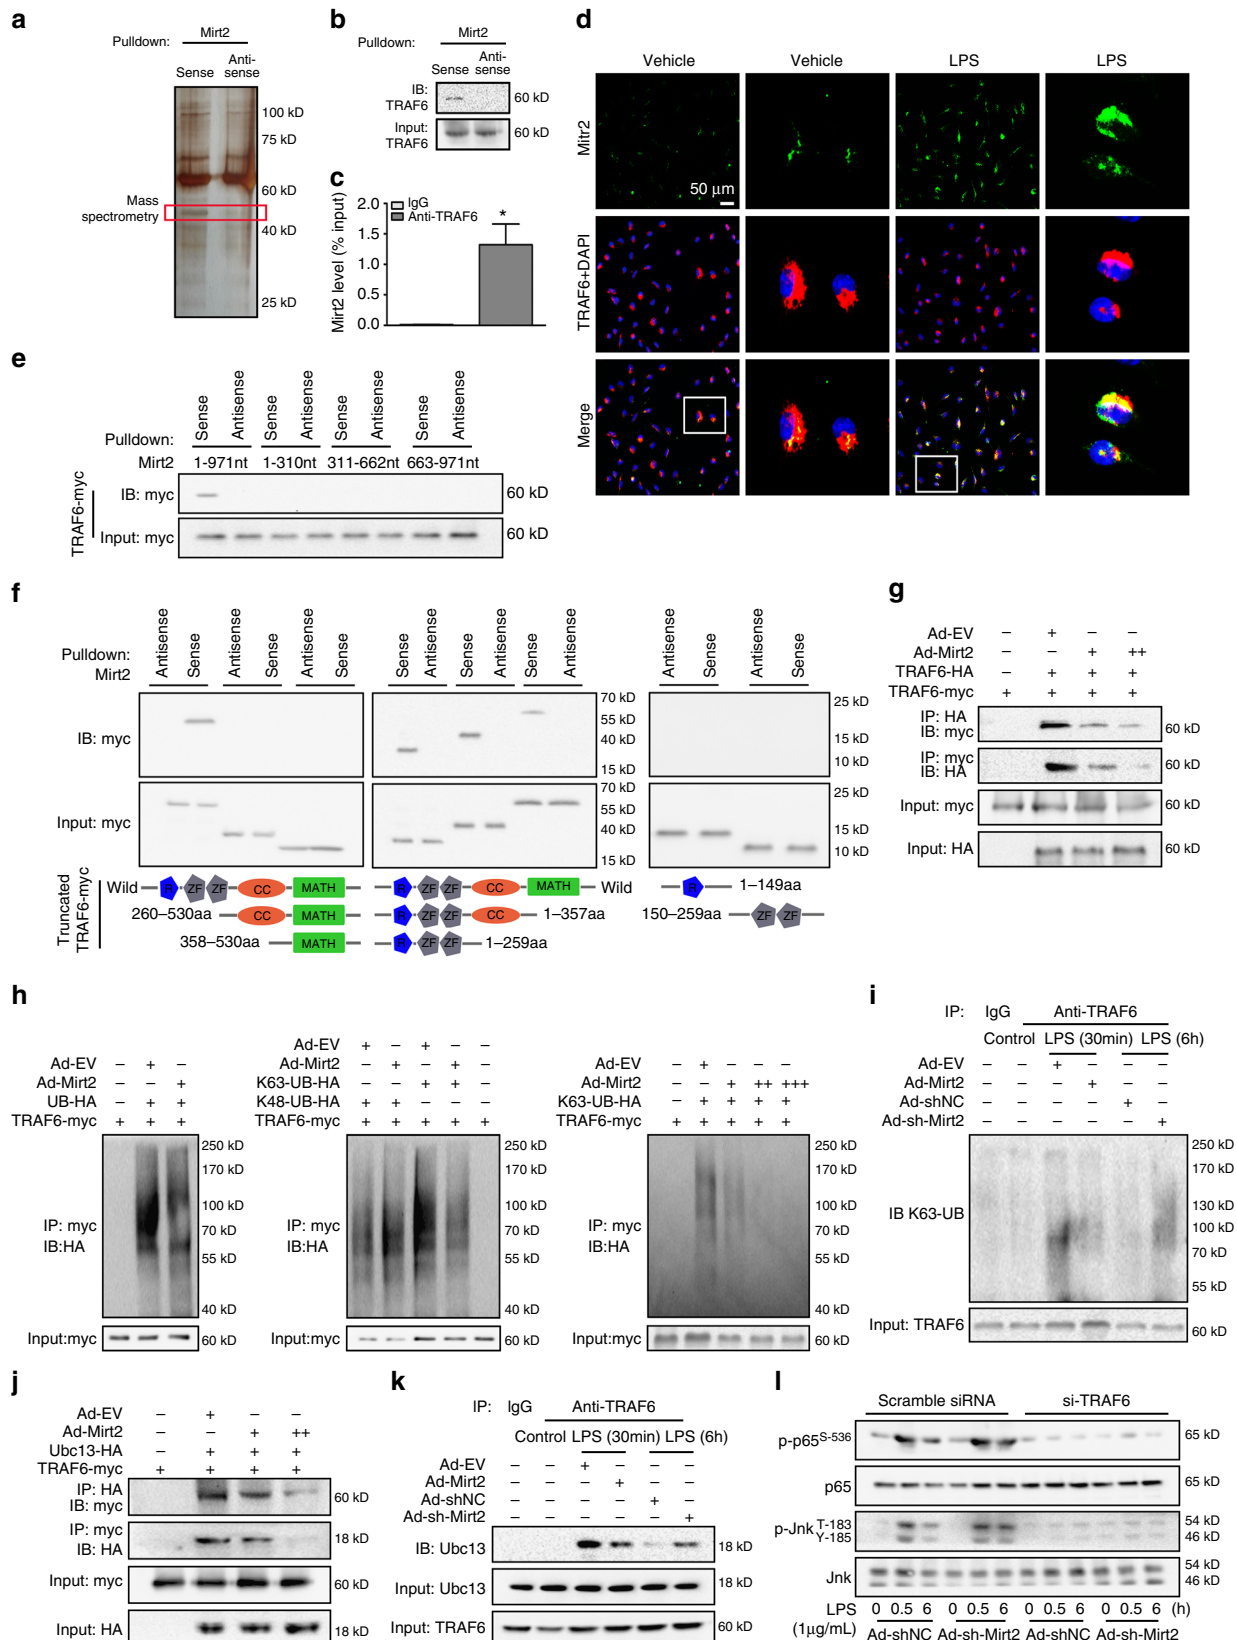 a
Mirt2
Pulldown:
Sense
Anti-
sense
100 kD
75 kD
60 kD
Mass
spectrometry
40 kD
25 kD
b
Mirt2
Pulldown:
Sense
Anti-
sense
IB:
TRAF6
60 kD
Input:
TRAF6
60 kD
c
IgG
Anti-TRAF6
*
Mirt2 level (% input)
2.0
1.5
1.0
0.5
0.0
d
Vehicle Vehicle LPS LPS
Mitr2
50 μm
TRAF6+DAPI
Merge
e
Sense Antisense Sense Antisense Sense Antisense Sense Antisense
Pulldown:
Mirt2 1-971nt 1-310nt 311-662nt 663-971nt
TRAF6-myc
IB: myc 60 kD
Input: myc 60 kD
f
Antisense Sense Antisense Sense Antisense Sense Sense Antisense Sense Antisense Sense Antisense Antisense Sense Antisense Sense
Pulldown:
Mirt2
IB: myc
70 kD
55 kD
40 kD
15 kD
25 kD
15 kD
10 kD
Input: myc
70 kD
55 kD
40 kD
15 kD
25 kD
15 kD
10 kD
Truncated
TRAF6-myc
Wild R ZF ZF CC MATH R ZF ZF CC MATH Wild R 1–149aa
260–530aa CC MATH R ZF ZF CC 1–357aa 150–259aa ZF ZF
358–530aa MATH R ZF ZF 1–259aa
g
Ad-EV – + – –
Ad-Mirt2 – – + ++
TRAF6-HA – + + +
TRAF6-myc + + + +
IP: HA
IB: myc
60 kD
IP: myc
IB: HA
60 kD
Input: myc 60 kD
Input: HA 60 kD
h
Ad-EV – + –
Ad-Mirt2 – – +
UB-HA – + +
TRAF6-myc + + +
IP: myc
IB:HA
250 kD
170 kD
100 kD
70 kD
55 kD
40 kD
Input:myc 60 kD
Ad-EV + – + – –
Ad-Mirt2 – + – + –
K63-UB-HA – – + + –
K48-UB-HA + + – – –
TRAF6-myc + + + + +
IP: myc
IB:HA
250 kD
170 kD
100 kD
70 kD
55 kD
40 kD
Input:myc 60 kD
Ad-EV – + – – –
Ad-Mirt2 – – + ++ +++
K63-UB-HA – + + + +
TRAF6-myc + + + + +
IP: myc
IB:HA
250 kD
170 kD
100 kD
70 kD
55 kD
40 kD
Input:myc 60 kD
i
IP: IgG Anti-TRAF6
Control LPS (30min) LPS (6h)
Ad-EV – – + – – –
Ad-Mirt2 – – – + – –
Ad-shNC – – – – + –
Ad-sh-Mirt2 – – – – – +
IB K63-UB
250 kD
170 kD
130 kD
100 kD
70 kD
55 kD
Input: TRAF6 60 kD
j
Ad-EV – + – –
Ad-Mirt2 – – + ++
Ubc13-HA – + + +
TRAF6-myc + + + +
IP: HA
IB: myc
60 kD
IP: myc
IB: HA
18 kD
Input: myc 60 kD
Input: HA 18 kD
k
IP: IgG Anti-TRAF6
Control LPS (30min) LPS (6h)
Ad-EV – – + – – –
Ad-Mirt2 – – – + – –
Ad-shNC – – – – + –
Ad-sh-Mirt2 – – – – – +
IB: Ubc13 18 kD
Input: Ubc13 18 kD
Input: TRAF6 60 kD
l
Scramble siRNA si-TRAF6
p-p65S-536 65 kD
p65 65 kD
p-Jnk T-183
Y-185
54 kD
46 kD
Jnk
54 kD
46 kD
LPS
(1μg/mL)
0 0.5 6 0 0.5 6 0 0.5 6 0 0.5 6 (h)
Ad-shNC Ad-sh-Mirt2 Ad-shNC Ad-sh-Mirt2